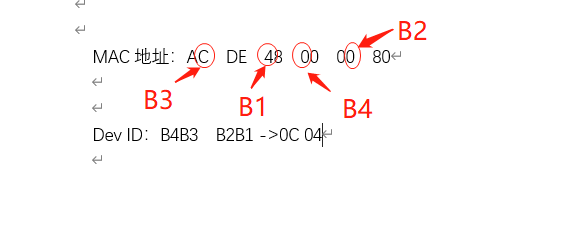 B2
MAC 地址：AC DE 48 00 00 80
B3 B1 B4
Dev ID：B4B3 B2B1 ->0C 04